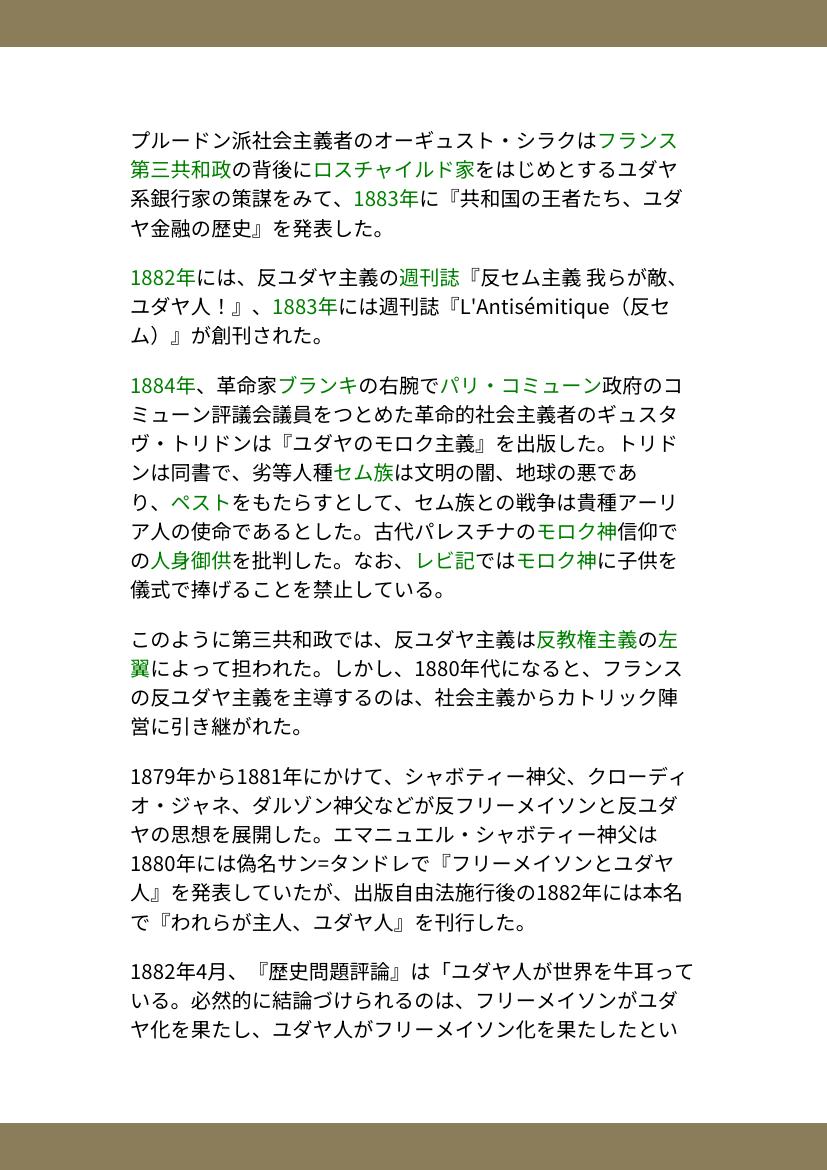 プルードン派社会主義者のオーギュスト・シラクはフランス
第三共和政の背後にロスチャイルド家をはじめとするユダヤ
系銀行家の策謀をみて、1883年に『共和国の王者たち、ユダ
ヤ金融の歴史』を発表した。
1882年には、反ユダヤ主義の週刊誌『反セム主義 我らが敵、
ユダヤ人！』、1883年には週刊誌『L'Antisémitique（反セ
ム）』が創刊された。
1884年、革命家ブランキの右腕でパリ・コミューン政府のコ
ミューン評議会議員をつとめた革命的社会主義者のギュスタ
ヴ・トリドンは『ユダヤのモロク主義』を出版した。トリド
ンは同書で、劣等人種セム族は文明の闇、地球の悪であ
り、ペストをもたらすとして、セム族との戦争は貴種アーリ
ア人の使命であるとした。古代パレスチナのモロク神信仰で
の人身御供を批判した。なお、レビ記ではモロク神に子供を
儀式で捧げることを禁止している。
このように第三共和政では、反ユダヤ主義は反教権主義の左
翼によって担われた。しかし、1880年代になると、フランス
の反ユダヤ主義を主導するのは、社会主義からカトリック陣
営に引き継がれた。
1879年から1881年にかけて、シャボティー神父、クローディ
オ・ジャネ、ダルゾン神父などが反フリーメイソンと反ユダ
ヤの思想を展開した。エマニュエル・シャボティー神父は
1880年には偽名サン=タンドレで『フリーメイソンとユダヤ
人』を発表していたが、出版自由法施行後の1882年には本名
で『われらが主人、ユダヤ人』を刊行した。
1882年4月、『歴史問題評論』は「ユダヤ人が世界を牛耳って
いる。必然的に結論づけられるのは、フリーメイソンがユダ
ヤ化を果たし、ユダヤ人がフリーメイソン化を果たしたとい